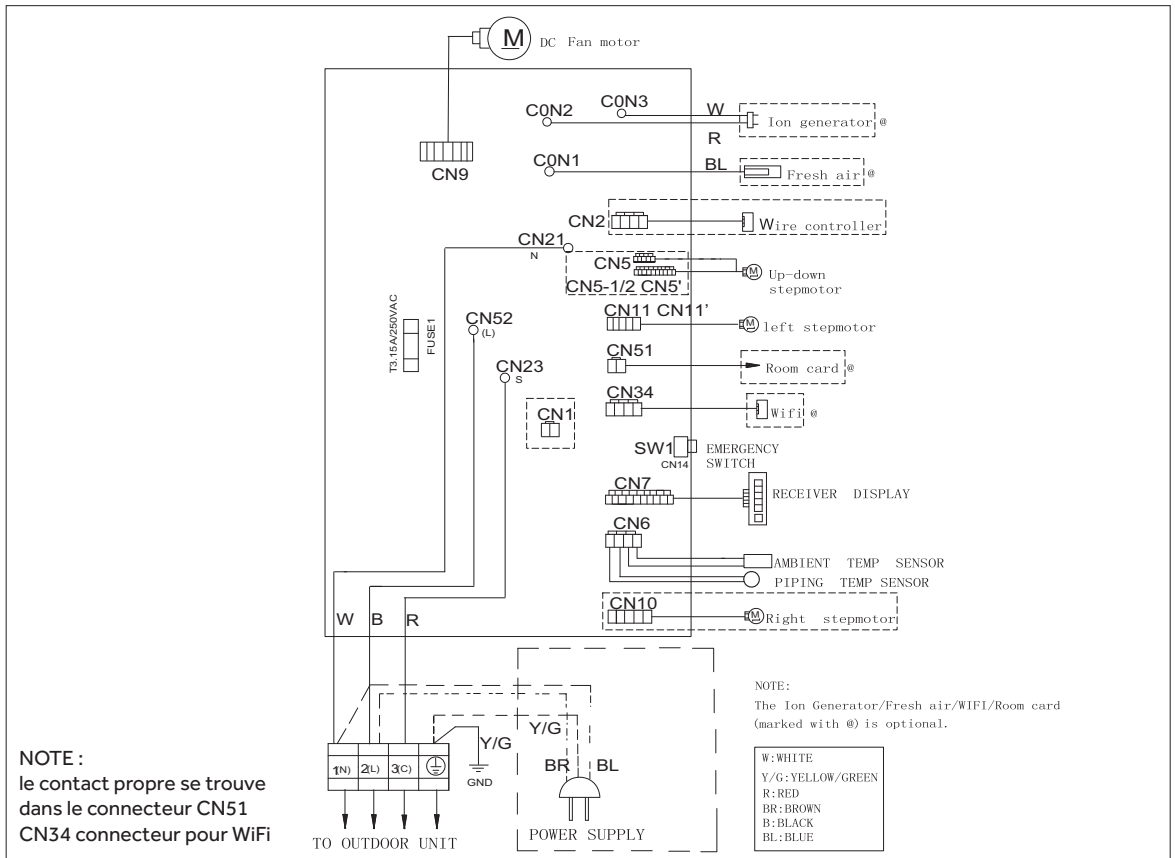 M DC Fan motor
C0N2
C0N3
W
Ion generator @
R
CN9
C0N1
BL
Fresh air @
CN2
Wire controller
CN21
N
CN5
CN5-1/2 CN5'
M
Up-down
stepmotor
CN11 CN11’
M
left stepmotor
T3.15A/250VAC
FUSE1
CN52
(L)
CN51
Room card @
CN23
S
CN34
Wifi @
CN1
SW1
CN14
EMERGENCY
SWITCH
CN7
RECEIVER DISPLAY
CN6
AMBIENT TEMP SENSOR
PIPING TEMP SENSOR
CN10
M
Right stepmotor
W
B
R
Y/G
Y/G
GND
BR
BL
1(N)
2(L)
3(C)
TO OUTDOOR UNIT
POWER SUPPLY
NOTE:
The Ion Generator/Fresh air/WIFI/Room card
(marked with @) is optional.
W:WHITE
Y/G:YELLOW/GREEN
R:RED
BR:BROWN
B:BLACK
BL:BLUE
NOTE :
le contact propre se trouve
dans le connecteur CN51
CN34 connecteur pour WiFi